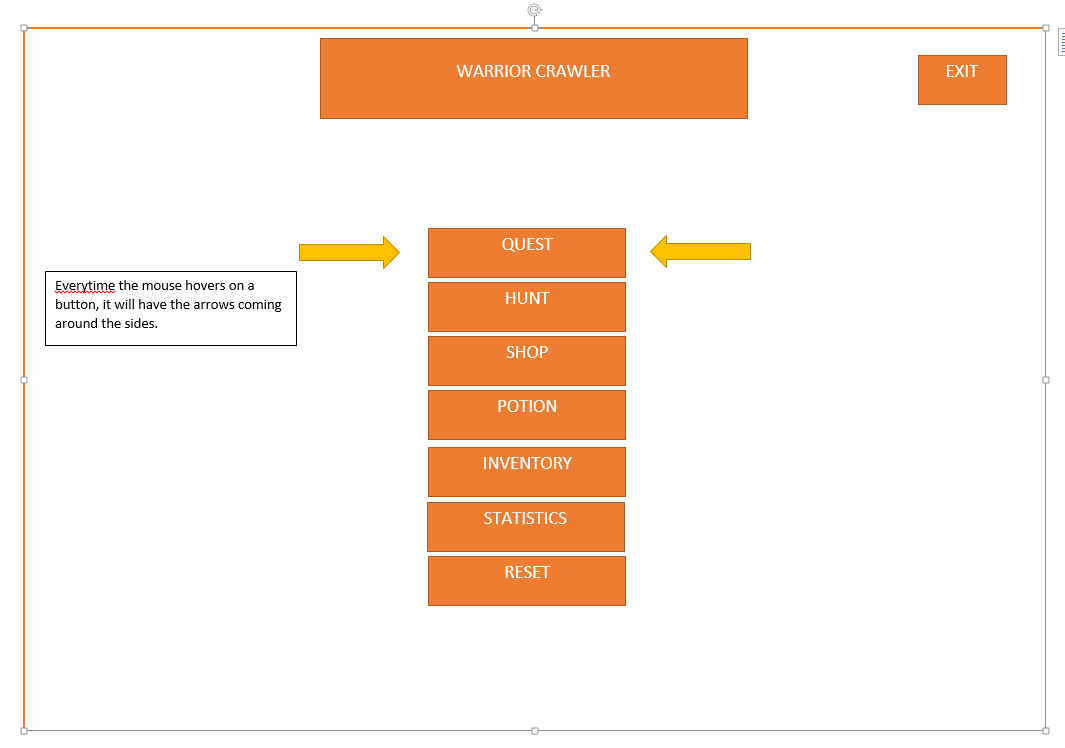 WARRIOR CRAWLER
EXIT
QUEST
Everytime the mouse hovers on a
button, it will have the arrows coming
around the sides.
HUNT
SHOP
POTION
INVENTORY
STATISTICS
RESET